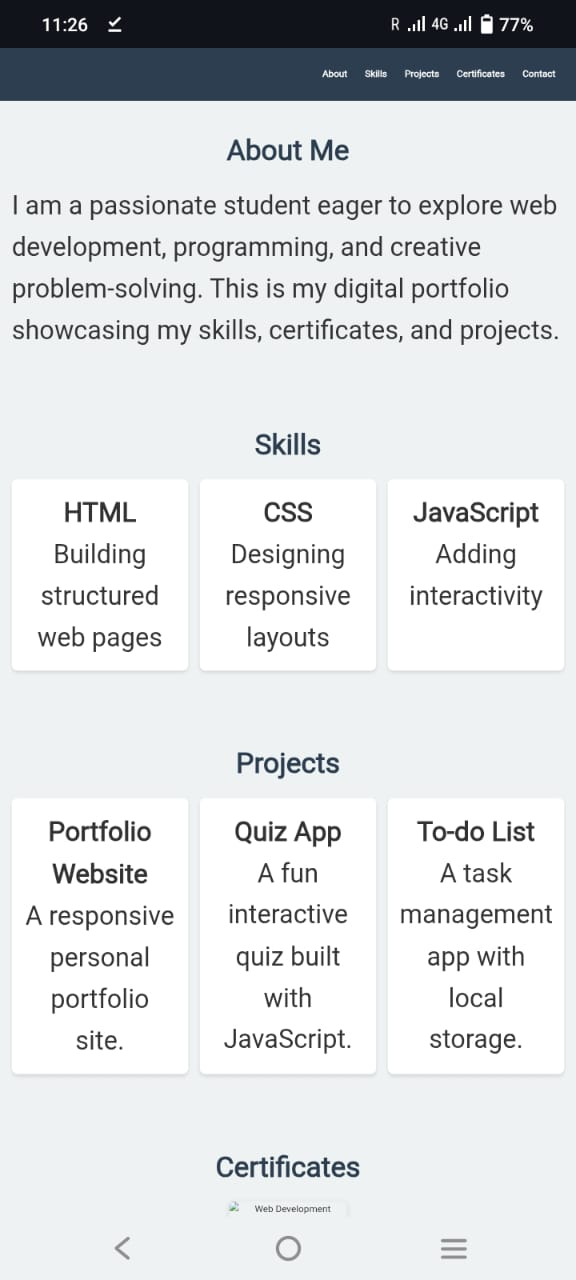 11:26 R 4G 77%
About Skills Projects Certificates Contact
About Me
I am a passionate student eager to explore web
development, programming, and creative
problem-solving. This is my digital portfolio
showcasing my skills, certificates, and projects.
Skills
HTML
Building
structured
web pages
CSS
Designing
responsive
layouts
JavaScript
Adding
interactivity
Projects
Portfolio
Website
A responsive
personal
portfolio
site.
Quiz App
A fun
interactive
quiz built
with
JavaScript.
To-do List
A task
management
app with
local
storage.
Certificates
Web Development